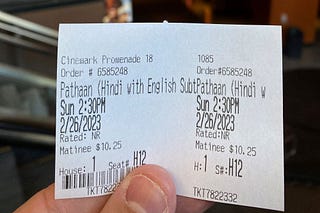 Cinemark Promenade 18
Order # 6585248
Pathaan (Hindi with English Subt
Sun 2:30PM
2/26/2023
Rated: NR
Matinee $10.25
House: 1 Seat# H12
TKT7822332
1085
Order#6585248
Pathaan (Hindi w
Sun 2:30PM
2/26/2023
Rated: NR
Matinee $10.25
H: 1 S#: H12
TKT7822332